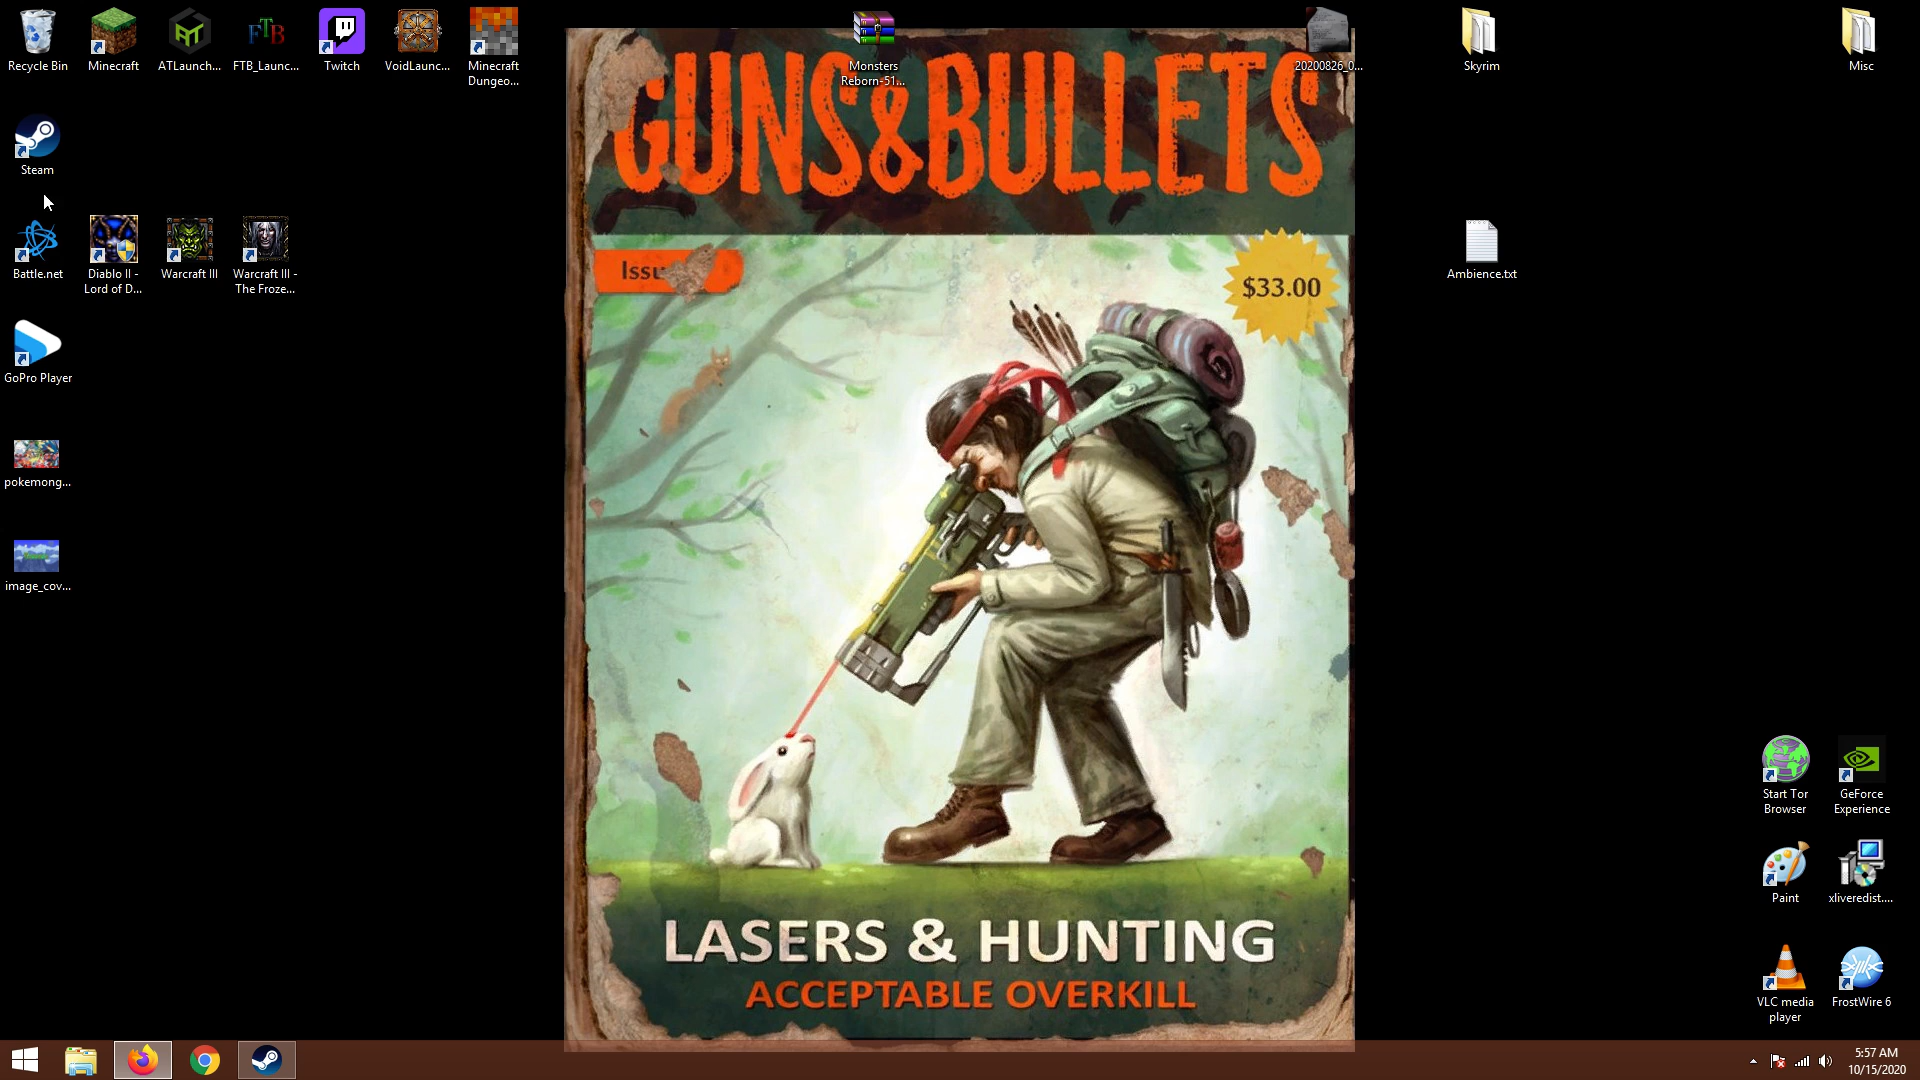 Recycle Bin
Minecraft
ATLaunch...
FTB_Launc...
Twitch
VoidLaunc...
Minecraft
Dungeo...
Monsters
Reborn-51...
20200826_0...
Skyrim
Misc
GUNS&BULLETS
Steam
Battle.net
Diablo II -
Lord of D...
Warcraft III
Warcraft III -
The Froze...
Issu
$33.00
Ambience.txt
GoPro Player
pokemong...
image_cov...
Start Tor
Browser
GeForce
Experience
Paint
xliveredist....
LASERS & HUNTING
ACCEPTABLE OVERKILL
VLC media
player
FrostWire 6
5:57 AM
10/15/2020